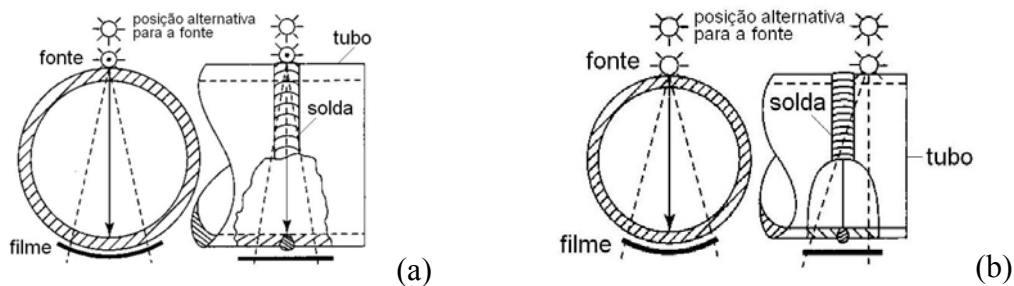 posição alternativa
para a fonte
fonte
tubo
solda
filme
(a)
posição alternativa
para a fonte
fonte
solda
tubo
filme
(b)